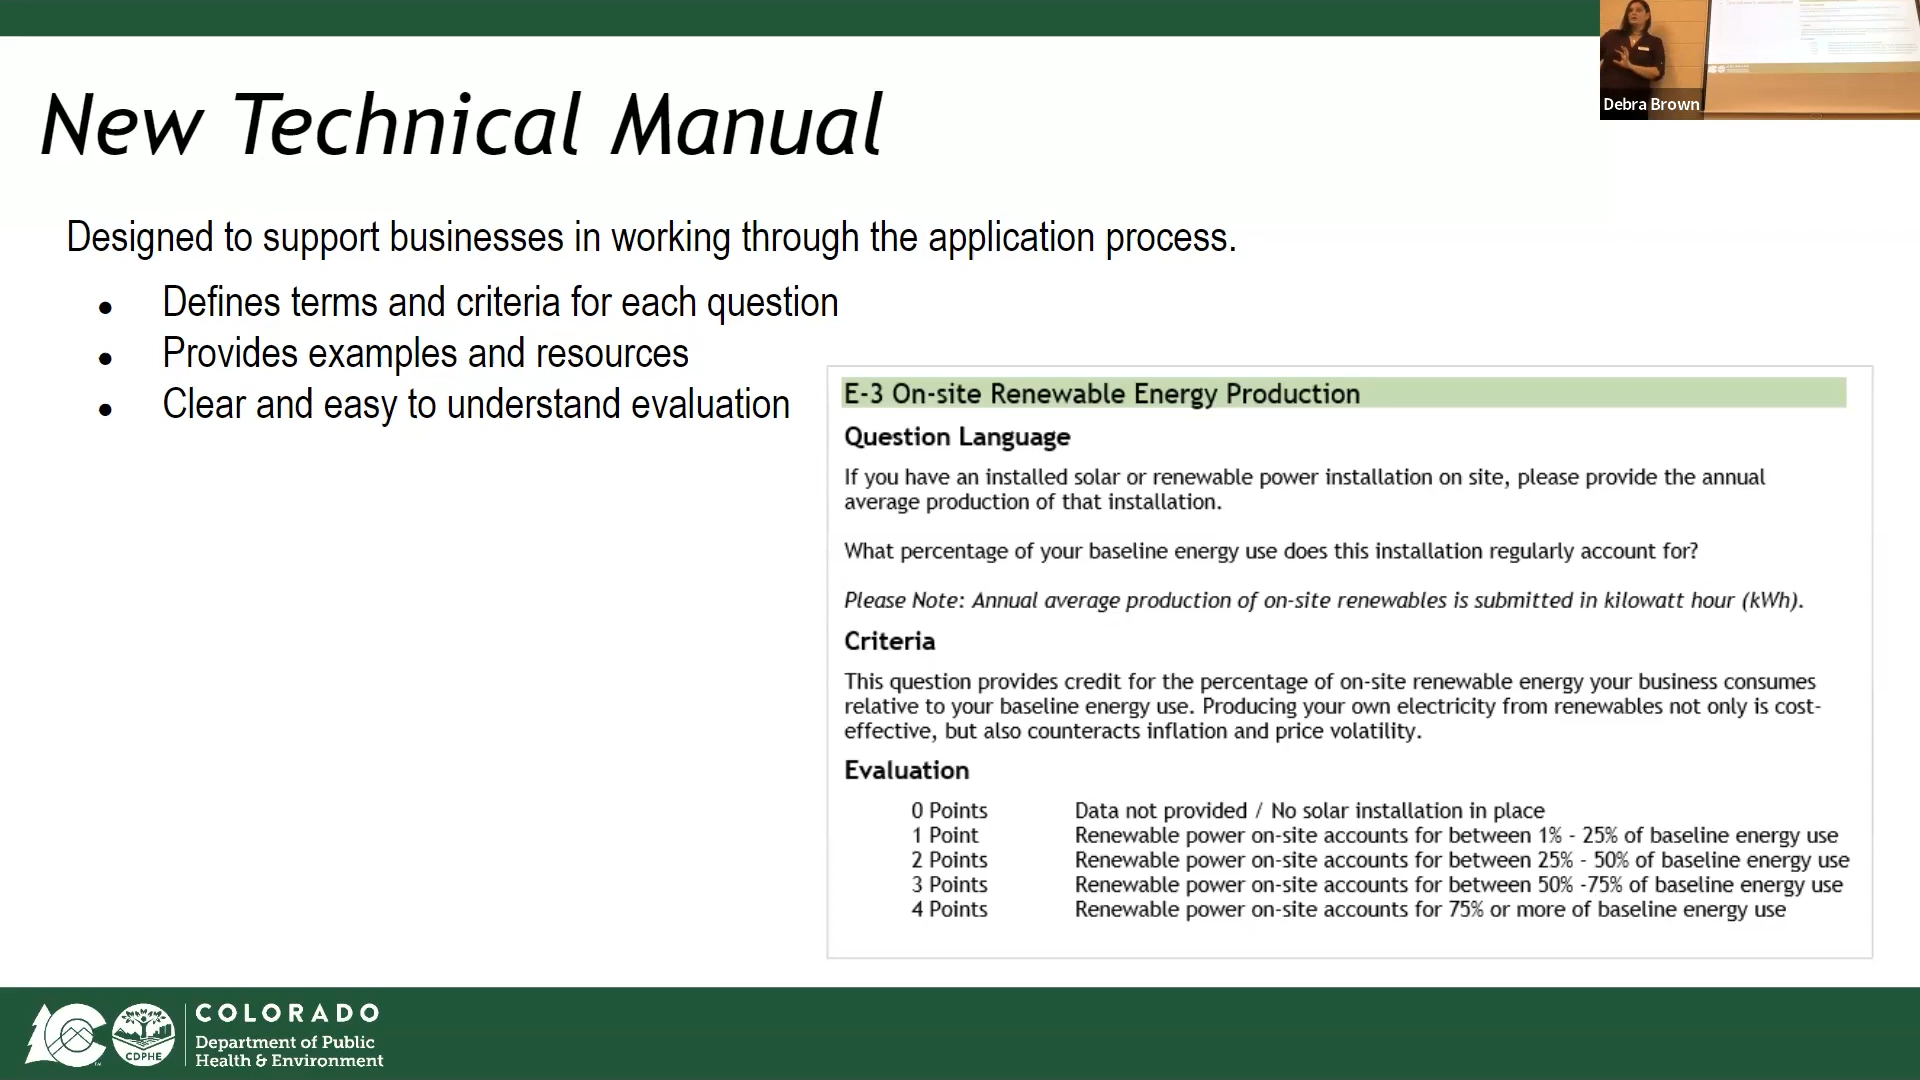 New Technical Manual
Debra Brown
Designed to support businesses in working through the application process.
● Defines terms and criteria for each question
● Provides examples and resources
● Clear and easy to understand evaluation
E-3 On-site Renewable Energy Production
Question Language
If you have an installed solar or renewable power installation on site, please provide the annual
average production of that installation.
What percentage of your baseline energy use does this installation regularly account for?
Please Note: Annual average production of on-site renewables is submitted in kilowatt hour (kWh).
Criteria
This question provides credit for the percentage of on-site renewable energy your business consumes
relative to your baseline energy use. Producing your own electricity from renewables not only is cost-
effective, but also counteracts inflation and price volatility.
Evaluation
0 Points Data not provided / No solar installation in place
1 Point Renewable power on-site accounts for between 1% - 25% of baseline energy use
2 Points Renewable power on-site accounts for between 25% - 50% of baseline energy use
3 Points Renewable power on-site accounts for between 50% -75% of baseline energy use
4 Points Renewable power on-site accounts for 75% or more of baseline energy use
CDPHE
COLORADO
Department of Public
Health & Environment